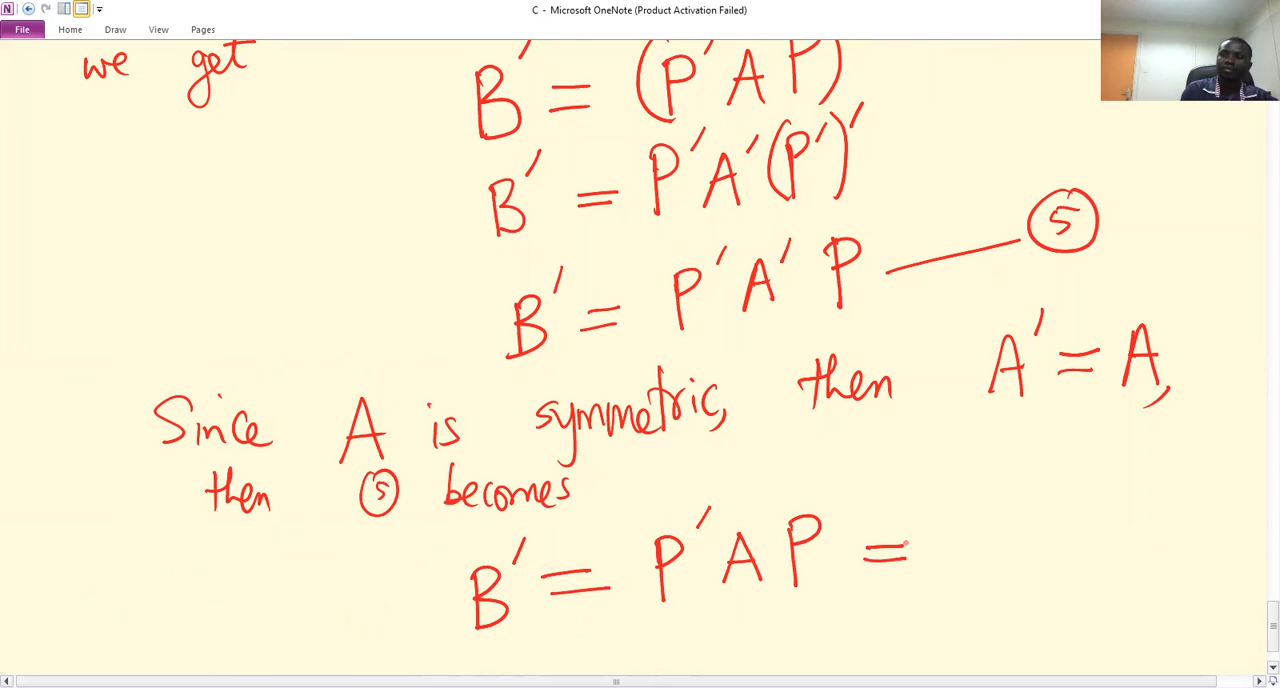 C - Microsoft OneNote (Product Activation Failed)
File Home Draw View Pages
we get B' = (P'AP)'
B' = P'A'(P')'
B' = P'A'P —— ⑤
Since A is symmetric, then A' = A,
then ⑤ becomes
B' = P'AP =